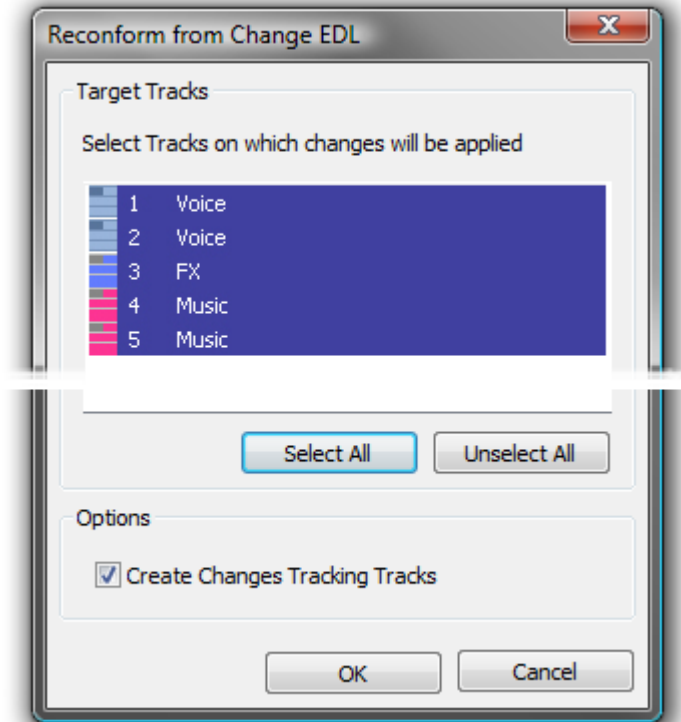 Reconform from Change EDL
Target Tracks
Select Tracks on which changes will be applied
1 Voice
2 Voice
3 FX
4 Music
5 Music
Select All Unselect All
Options
Create Changes Tracking Tracks
OK Cancel